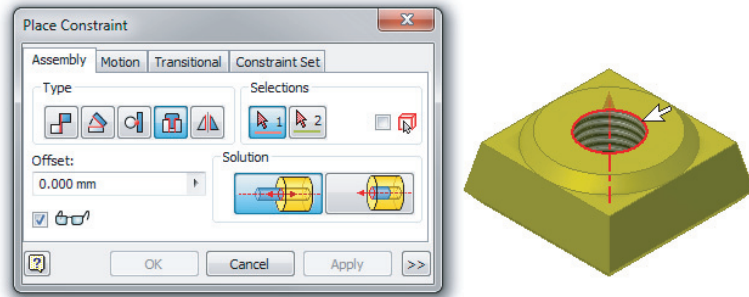 Place Constraint
Assembly Motion Transitional Constraint Set
Type
Selections
1 2
Offset:
0.000 mm
Solution
OK Cancel Apply >>